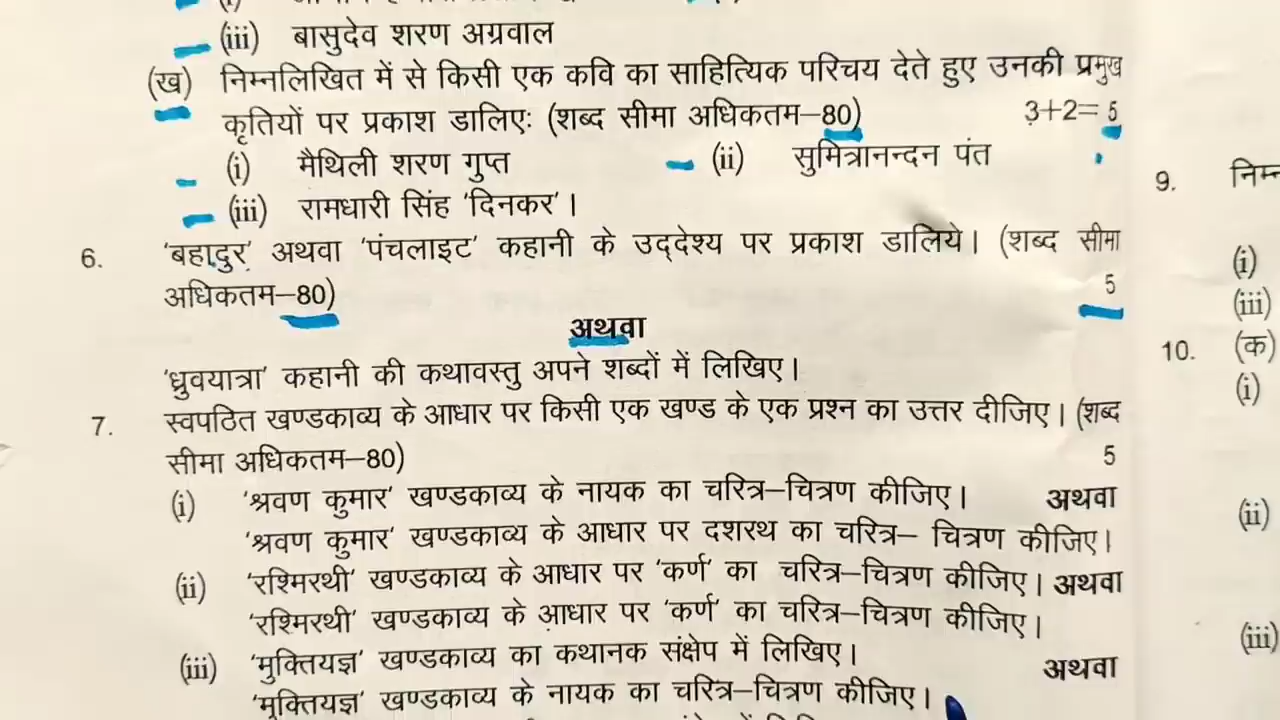 (iii) बासुदेव शरण अग्रवाल
(ख) निम्नलिखित में से किसी एक कवि का साहित्यिक परिचय देते हुए उनकी प्रमुख
कृतियों पर प्रकाश डालिएः (शब्द सीमा अधिकतम–80) 3+2= 5
(i) मैथिली शरण गुप्त (ii) सुमित्रानन्दन पंत
(iii) रामधारी सिंह 'दिनकर'।
6. 'बहादुर' अथवा 'पंचलाइट' कहानी के उद्देश्य पर प्रकाश डालिये। (शब्द सीमा
अधिकतम–80) 5
अथवा
'ध्रुवयात्रा' कहानी की कथावस्तु अपने शब्दों में लिखिए।
7. स्वपठित खण्डकाव्य के आधार पर किसी एक खण्ड के एक प्रश्न का उत्तर दीजिए। (शब्द
सीमा अधिकतम–80) 5
(i) 'श्रवण कुमार' खण्डकाव्य के नायक का चरित्र–चित्रण कीजिए। अथवा
'श्रवण कुमार' खण्डकाव्य के आधार पर दशरथ का चरित्र– चित्रण कीजिए।
(ii) 'रश्मिरथी' खण्डकाव्य के आधार पर 'कर्ण' का चरित्र–चित्रण कीजिए। अथवा
'रश्मिरथी' खण्डकाव्य के आधार पर 'कर्ण' का चरित्र–चित्रण कीजिए।
(iii) 'मुक्तियज्ञ' खण्डकाव्य का कथानक संक्षेप में लिखिए। अथवा
'मुक्तियज्ञ' खण्डकाव्य के नायक का चरित्र–चित्रण कीजिए।
9.
(i)
(iii)
10. (क)
(i)
(ii)
(iii)